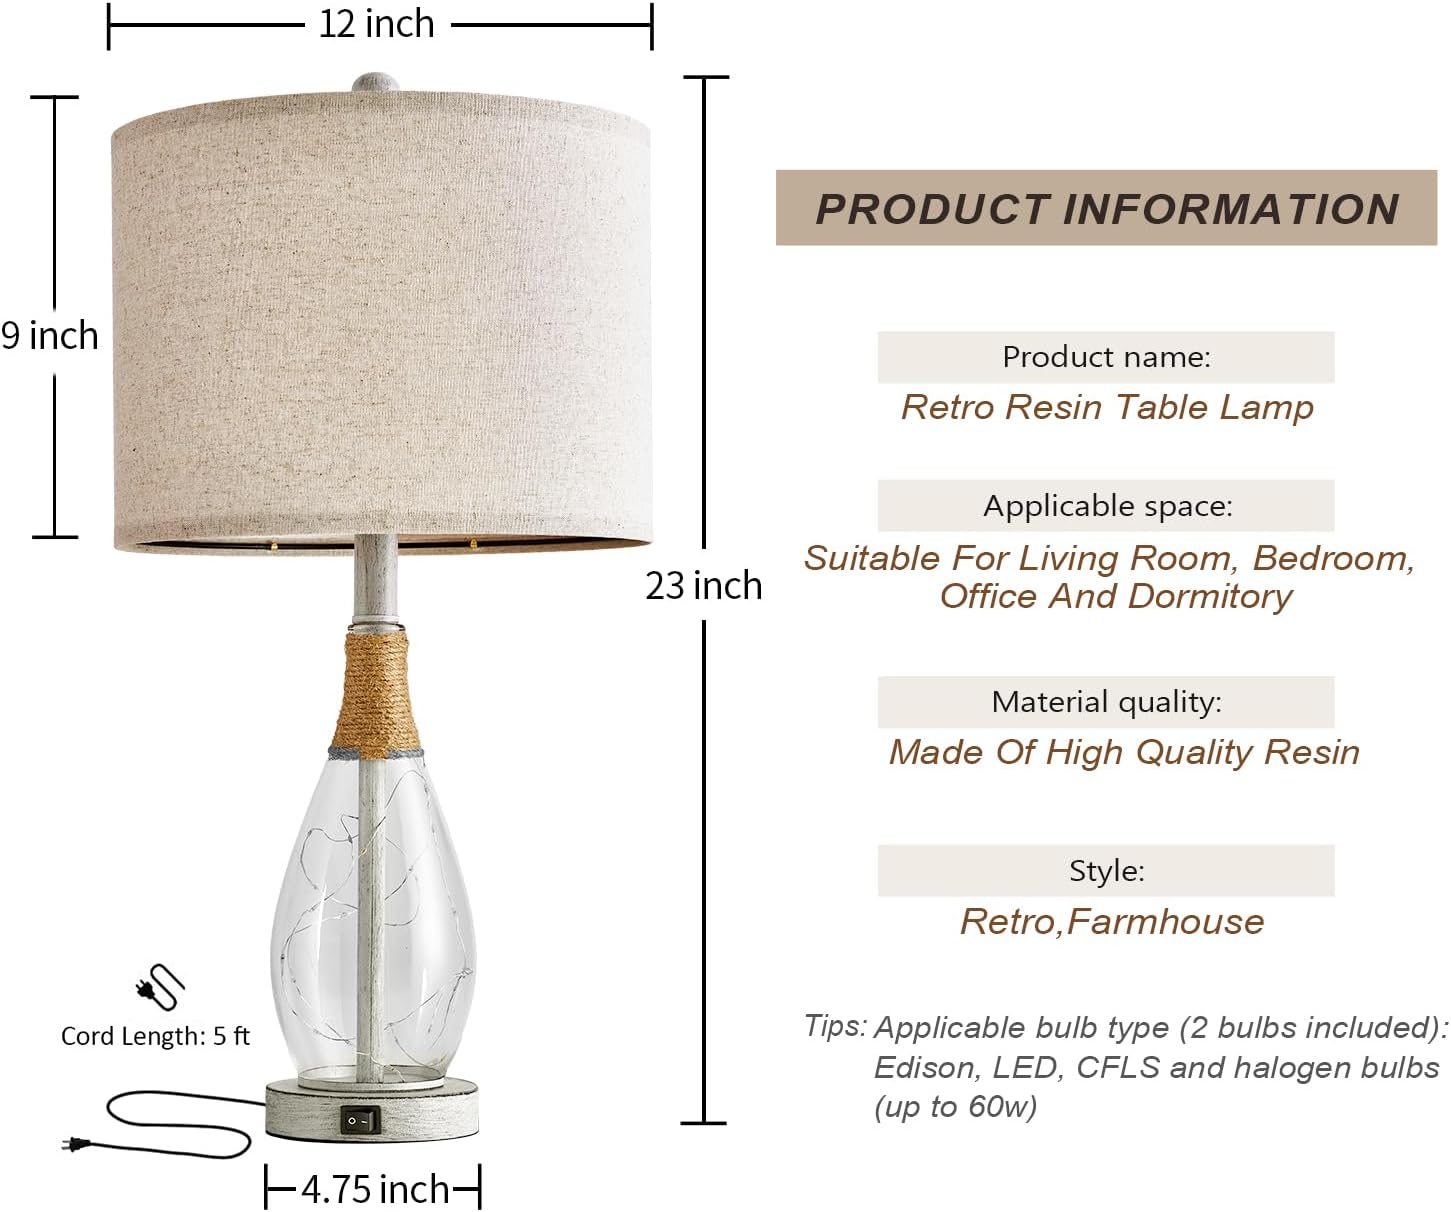 12 inch
9 inch
23 inch
Cord Length: 5 ft
4.75 inch
PRODUCT INFORMATION
Product name:
Retro Resin Table Lamp
Applicable space:
Suitable For Living Room, Bedroom,
Office And Dormitory
Material quality:
Made Of High Quality Resin
Style:
Retro,Farmhouse
Tips: Applicable bulb type (2 bulbs included):
Edison, LED, CFLS and halogen bulbs
(up to 60w)